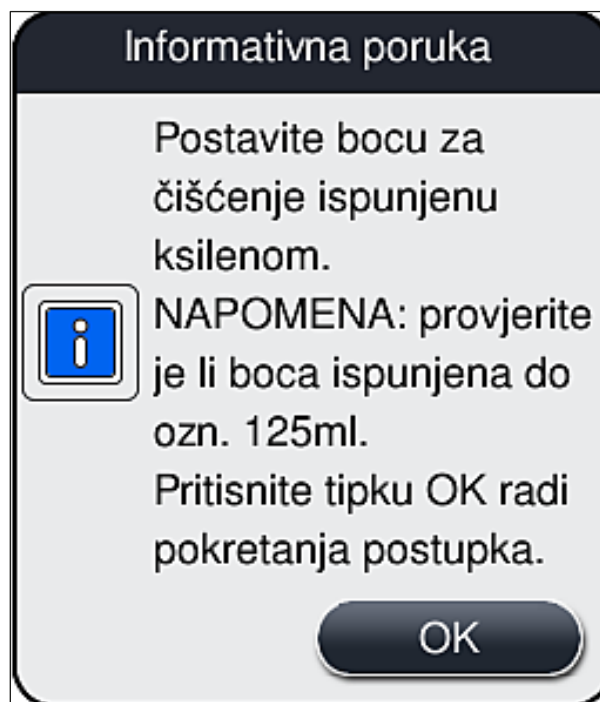 Informativna poruka
Postavite bocu za
čišćenje ispunjenu
ksilenom.
NAPOMENA: provjerite
je li boca ispunjena do
ozn. 125ml.
Pritisnite tipku OK radi
pokretanja postupka.
OK